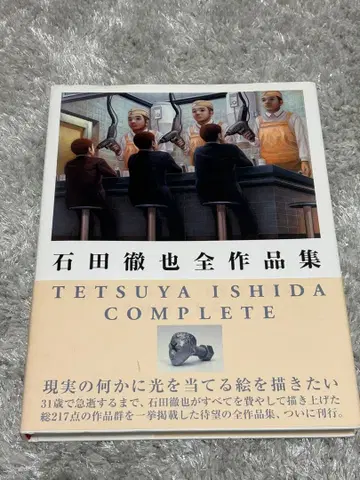 石田徹也全作品集
TETSUYA ISHIDA
COMPLETE
現実の何かに光を当てる絵を描きたい
31歳で急逝するまで、石田徹也がすべてを費やして描き上げた
総217点の作品群を一挙掲載した待望の全作品集、ついに刊行。